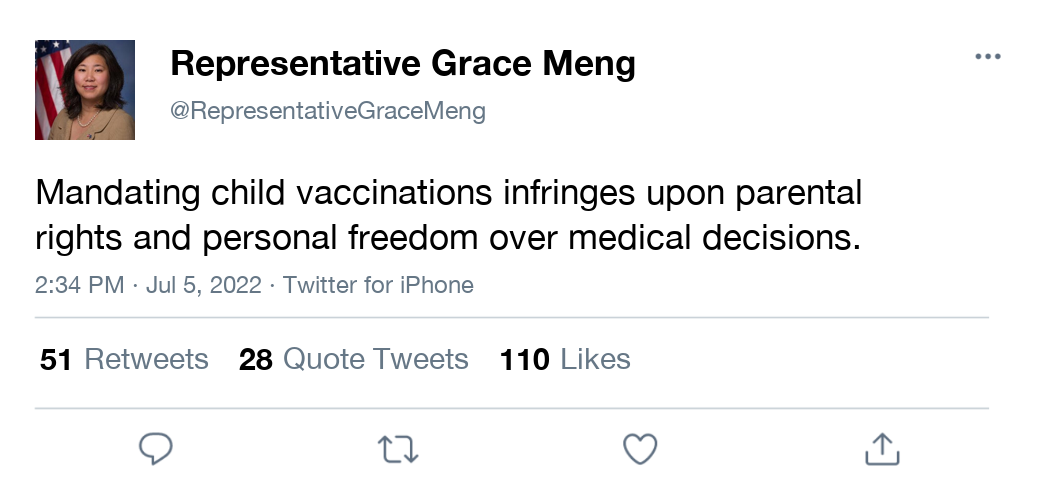 Representative Grace Meng
@RepresentativeGraceMeng
Mandating child vaccinations infringes upon parental
rights and personal freedom over medical decisions.
2:34 PM · Jul 5, 2022 · Twitter for iPhone
51 Retweets 28 Quote Tweets 110 Likes